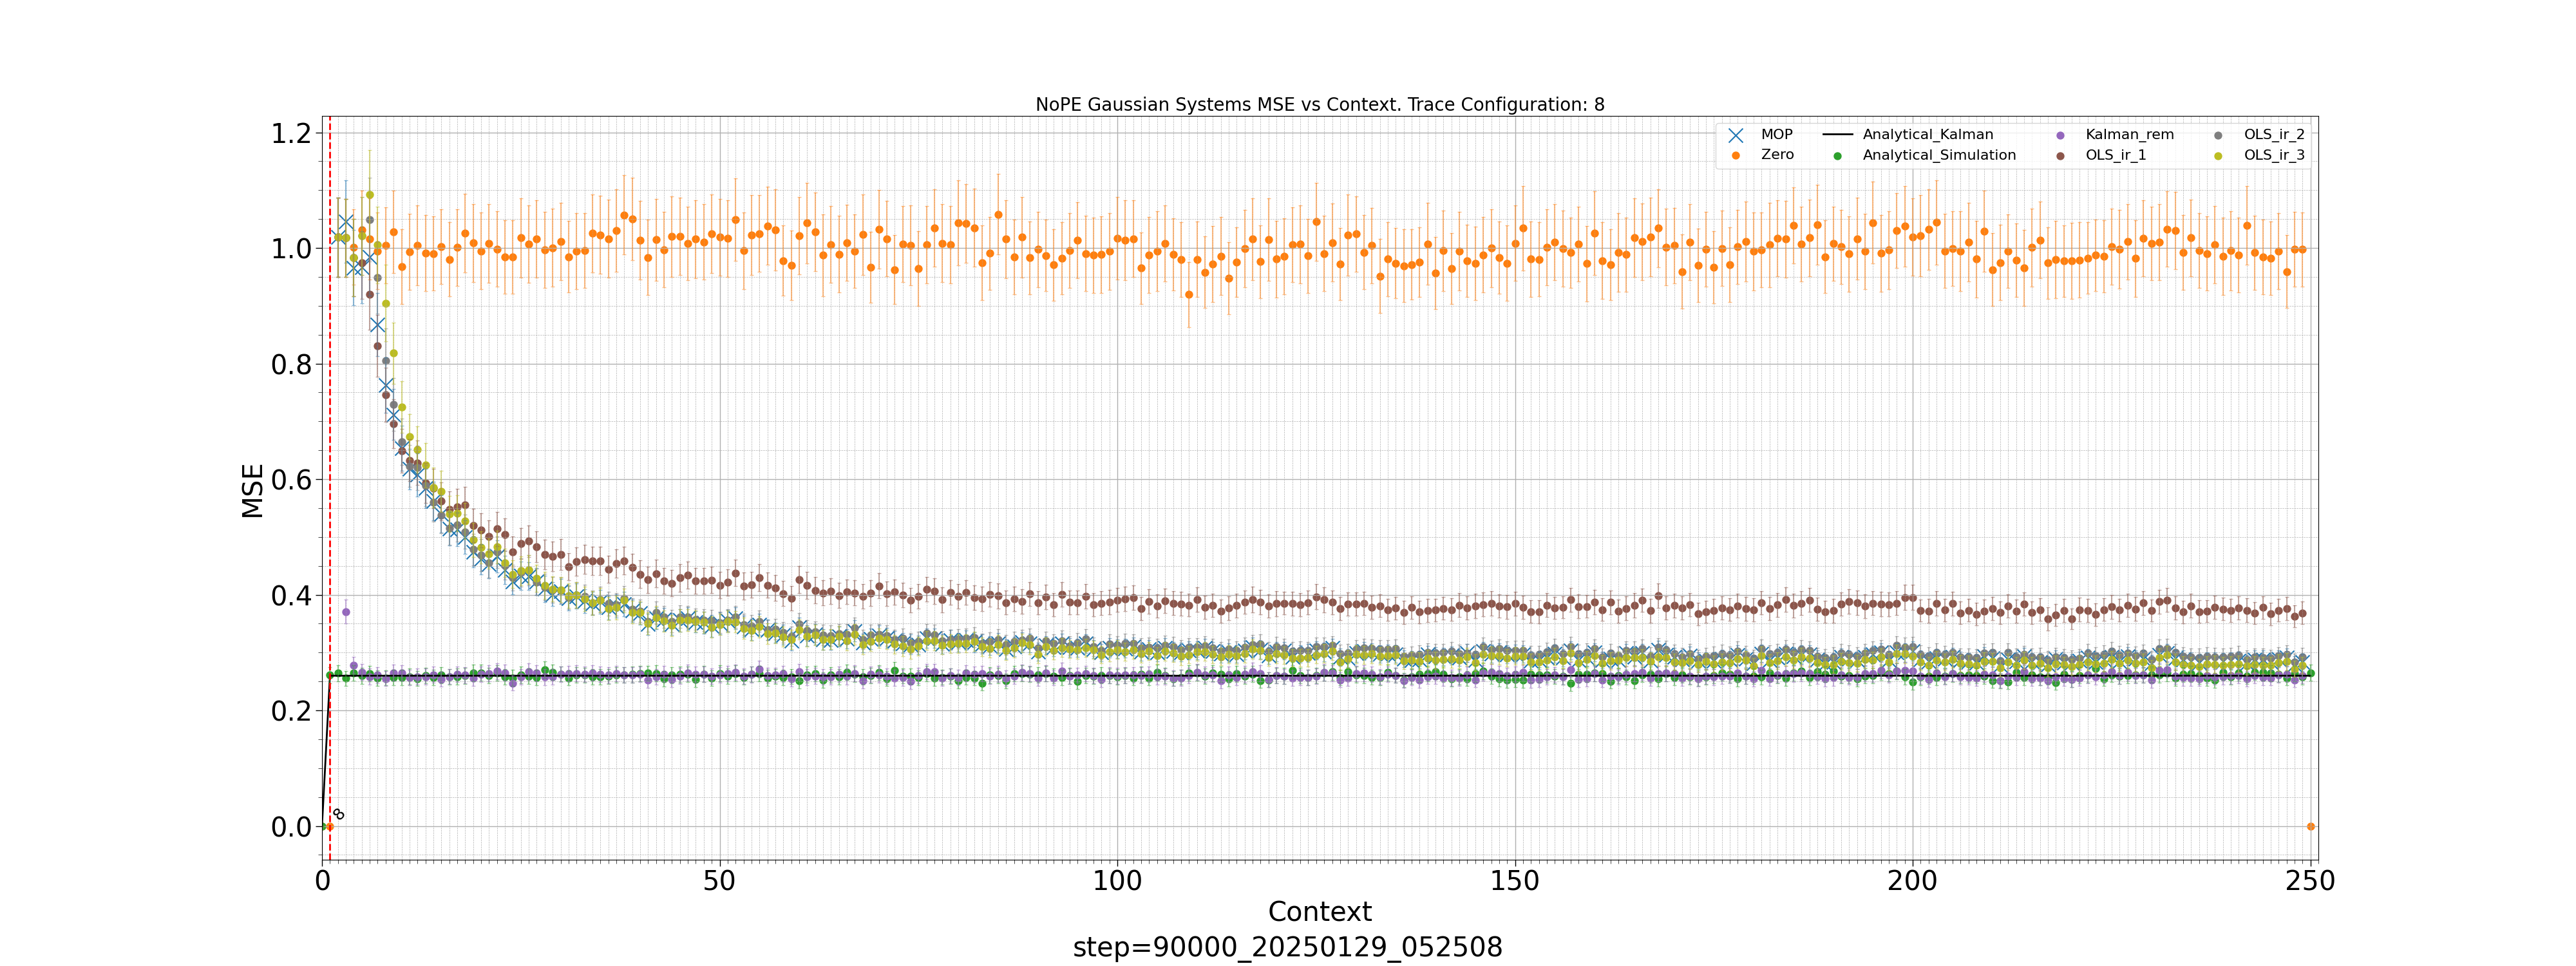 NoPE Gaussian Systems MSE vs Context. Trace Configuration: 8
MOP
Zero
Analytical_Kalman
Analytical_Simulation
Kalman_rem
OLS_ir_1
OLS_ir_2
OLS_ir_3
1.2
1.0
0.8
0.6
0.4
0.2
0.0
MSE
8
0 50 100 150 200 250
Context
step=90000_20250129_052508